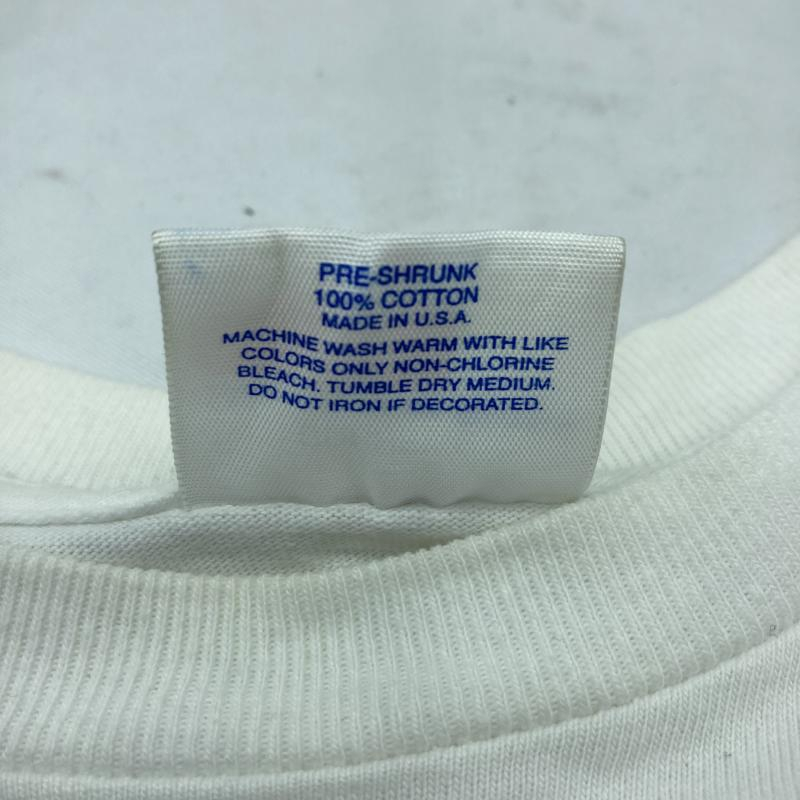 PRE-SHRUNK
100% COTTON
MADE IN U.S.A.
MACHINE WASH WARM WITH LIKE
COLORS ONLY NON-CHLORINE
BLEACH. TUMBLE DRY MEDIUM.
DO NOT IRON IF DECORATED.